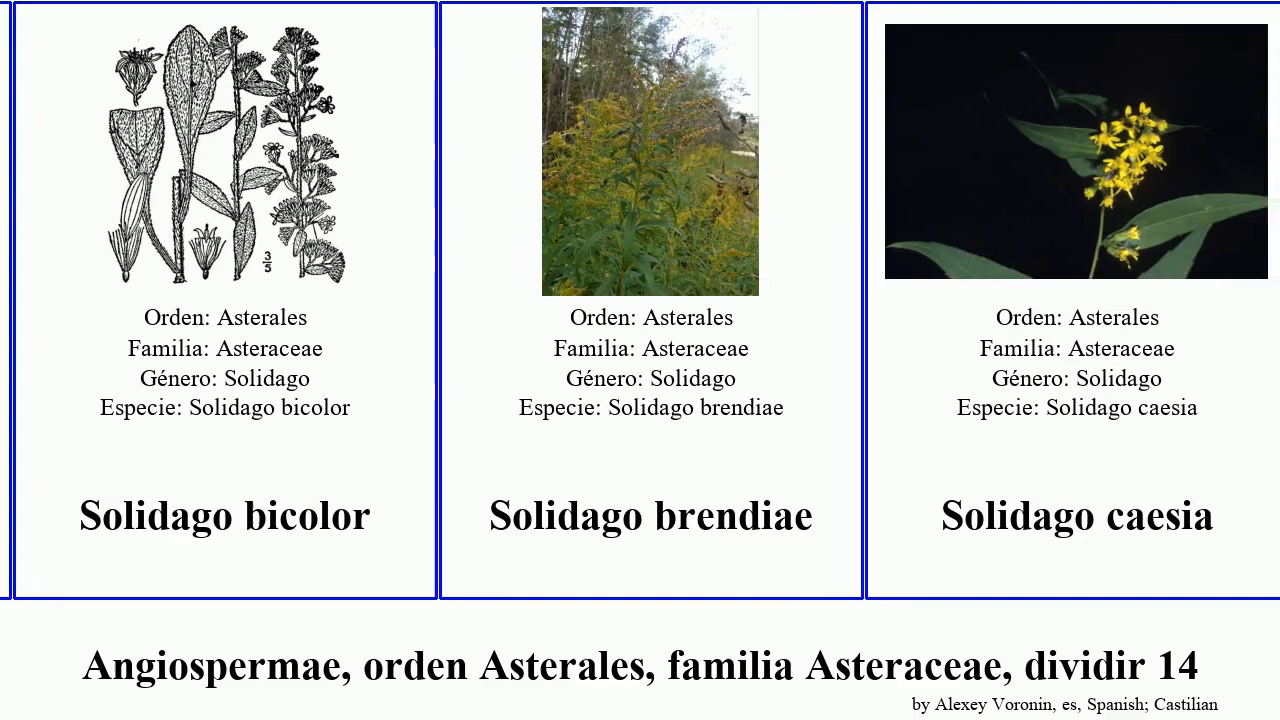 3
5
Orden: Asterales
Familia: Asteraceae
Género: Solidago
Especie: Solidago bicolor
Solidago bicolor
Orden: Asterales
Familia: Asteraceae
Género: Solidago
Especie: Solidago brendiae
Solidago brendiae
Orden: Asterales
Familia: Asteraceae
Género: Solidago
Especie: Solidago caesia
Solidago caesia
Angiospermae, orden Asterales, familia Asteraceae, dividir 14
by Alexey Voronin, es, Spanish; Castilian